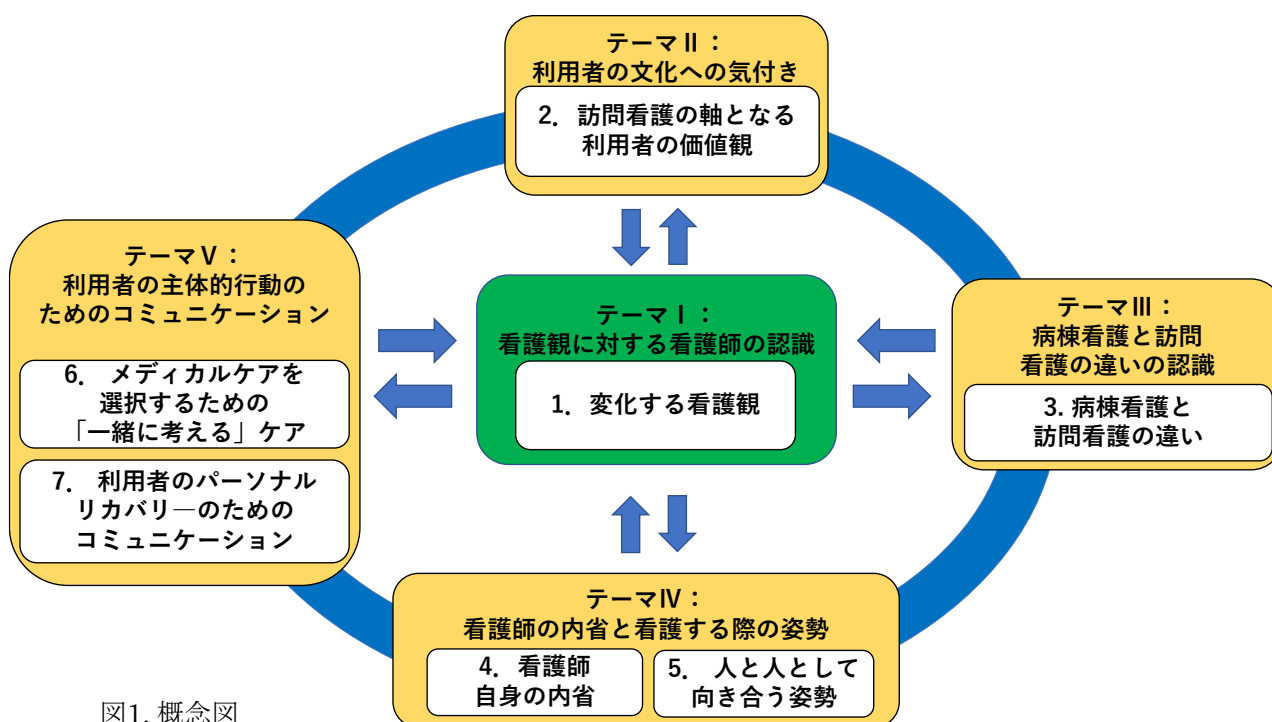 テーマⅡ：
利用者の文化への気付き
2．訪問看護の軸となる
利用者の価値観
テーマⅤ：
利用者の主体的行動の
ためのコミュニケーション
6． メディカルケアを
選択するための
「一緒に考える」ケア
7． 利用者のパーソナル
リカバリ―のための
コミュニケーション
テーマⅠ：
看護観に対する看護師の認識
1．変化する看護観
テーマⅢ：
病棟看護と訪問
看護の違いの認識
3. 病棟看護と
訪問看護の違い
テーマⅣ：
看護師の内省と看護する際の姿勢
4．看護師
自身の内省
5．人と人として
向き合う姿勢
図1. 概念図